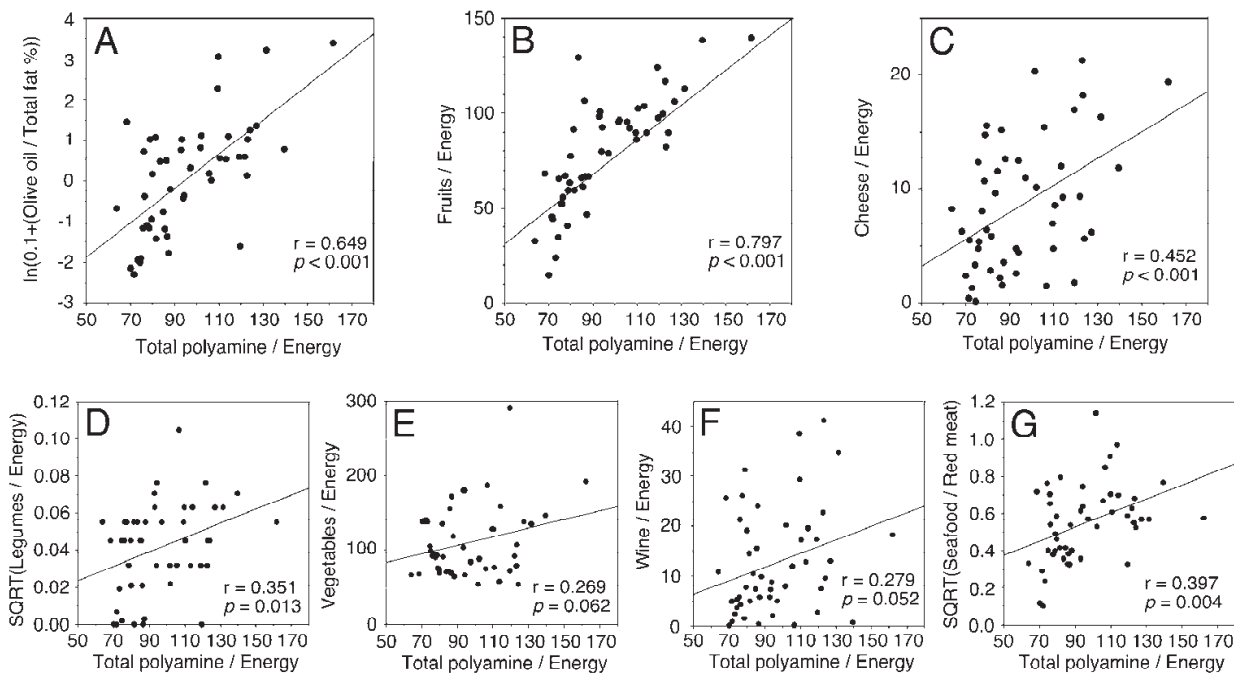 A
ln(0.1+(Olive oil / Total fat %))
4
3
2
1
0
-1
-2
-3
r = 0.649
p < 0.001
50 70 90 110 130 150 170
Total polyamine / Energy
B
Fruits / Energy
150
100
50
0
r = 0.797
p < 0.001
50 70 90 110 130 150 170
Total polyamine / Energy
C
Cheese / Energy
20
10
0
r = 0.452
p < 0.001
50 70 90 110 130 150 170
Total polyamine / Energy
D
SQRT(Legumes / Energy)
0.12
0.10
0.08
0.06
0.04
0.02
0.00
r = 0.351
p = 0.013
50 70 90 110 130 150 170
Total polyamine / Energy
E
Vegetables / Energy
300
200
100
0
r = 0.269
p = 0.062
50 70 90 110 130 150 170
Total polyamine / Energy
F
Wine / Energy
40
30
20
10
0
r = 0.279
p = 0.052
50 70 90 110 130 150 170
Total polyamine / Energy
G
SQRT(Seafood / Red meat)
1.2
1.0
0.8
0.6
0.4
0.2
0.0
r = 0.397
p = 0.004
50 70 90 110 130 150 170
Total polyamine / Energy